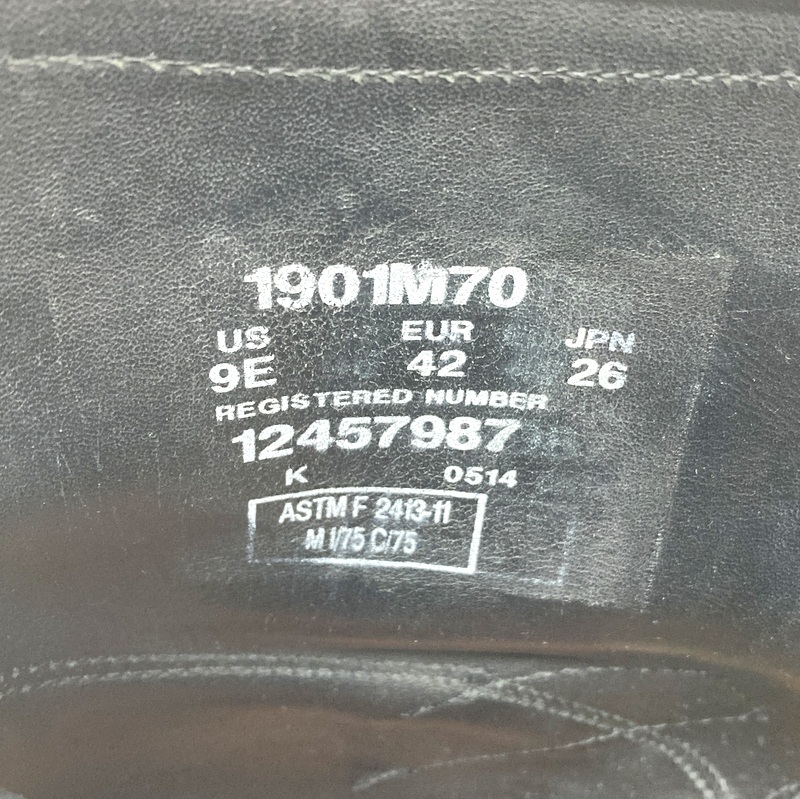 1901M70
US EUR JPN
9E 42 26
REGISTERED NUMBER
12457987
K 0514
ASTM F 2413-11
M I/75 C/75